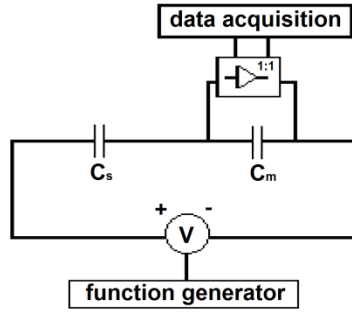 data acquisition
1:1
Cs
Cm
+ -
V
function generator